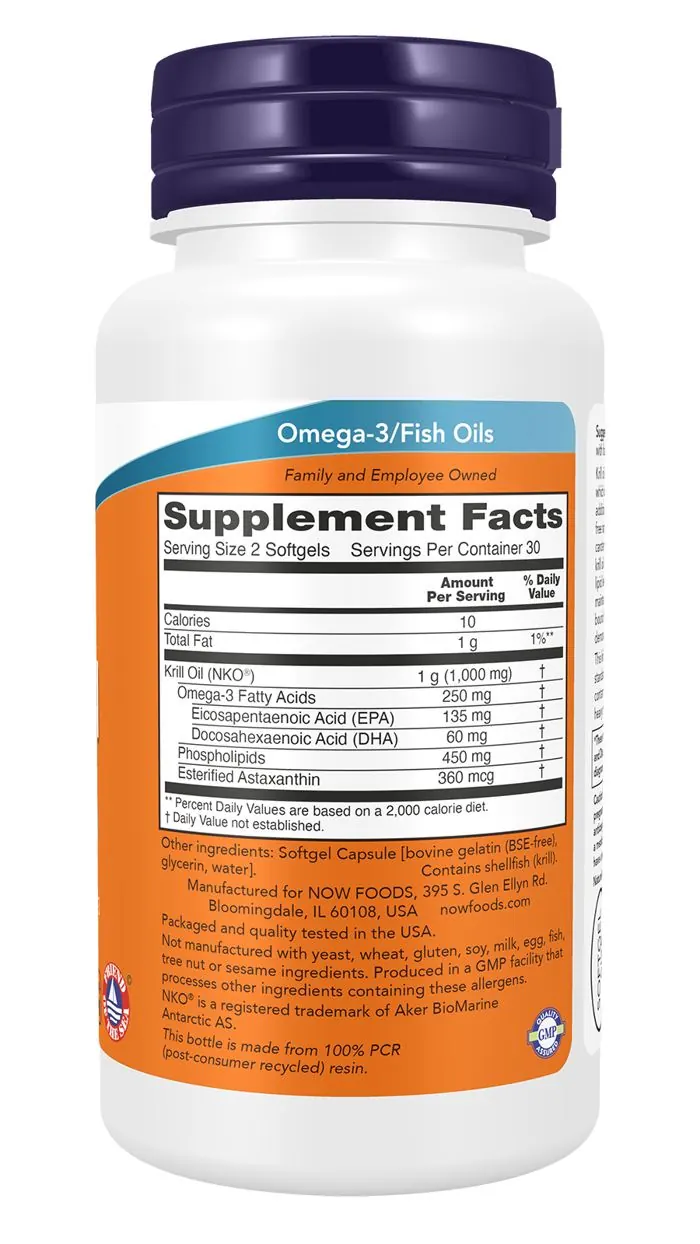 Omega-3/Fish Oils
Family and Employee Owned
Supplement Facts
Serving Size 2 Softgels Servings Per Container 30
Amount Per Serving % Daily Value
Calories 10
Total Fat 1 g 1%**
Krill Oil (NKO®) 1 g (1,000 mg) †
Omega-3 Fatty Acids 250 mg †
Eicosapentaenoic Acid (EPA) 135 mg †
Docosahexaenoic Acid (DHA) 60 mg †
Phospholipids 450 mg †
Esterified Astaxanthin 360 mcg †
** Percent Daily Values are based on a 2,000 calorie diet.
† Daily Value not established.
Other ingredients: Softgel Capsule [bovine gelatin (BSE-free),
glycerin, water]. Contains shellfish (krill).
Manufactured for NOW FOODS, 395 S. Glen Ellyn Rd.
Bloomingdale, IL 60108, USA nowfoods.com
Packaged and quality tested in the USA.
Not manufactured with yeast, wheat, gluten, soy, milk, egg, fish,
tree nut or sesame ingredients. Produced in a GMP facility that
processes other ingredients containing these allergens.
NKO® is a registered trademark of Aker BioMarine
Antarctic AS.
This bottle is made from 100% PCR
(post-consumer recycled) resin.
FRIEND
OF THE SEA
QUALITY
GMP
ASSURED
SOFTGEL